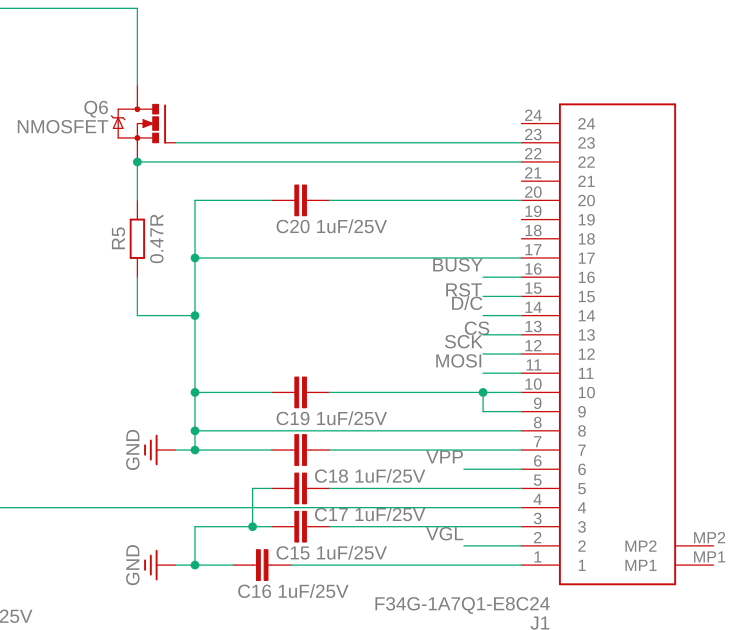 Q6
NMOSFET
R5
0.47R
C20 1uF/25V
BUSY
RST
D/C
CS
SCK
MOSI
C19 1uF/25V
GND
VPP
C18 1uF/25V
C17 1uF/25V
VGL
C15 1uF/25V
GND
C16 1uF/25V
25V
24 24
23 23
22 22
21 21
20 20
19 19
18 18
17 17
16 16
15 15
14 14
13 13
12 12
11 11
10 10
9 9
8 8
7 7
6 6
5 5
4 4
3 3
2 2 MP2 MP2
1 1 MP1 MP1
F34G-1A7Q1-E8C24
J1